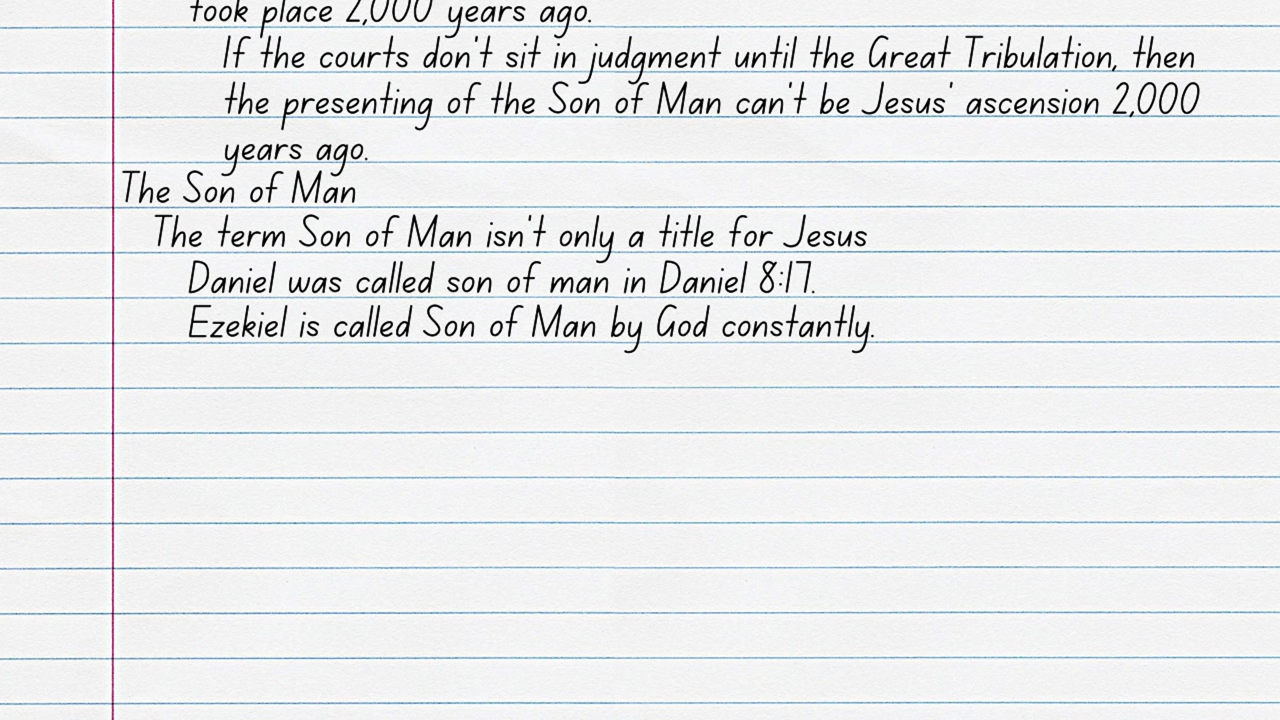 took place 2,000 years ago.
If the courts don't sit in judgment until the Great Tribulation, then
the presenting of the Son of Man can't be Jesus' ascension 2,000
years ago.
The Son of Man
The term Son of Man isn't only a title for Jesus
Daniel was called son of man in Daniel 8:17.
Ezekiel is called Son of Man by God constantly.